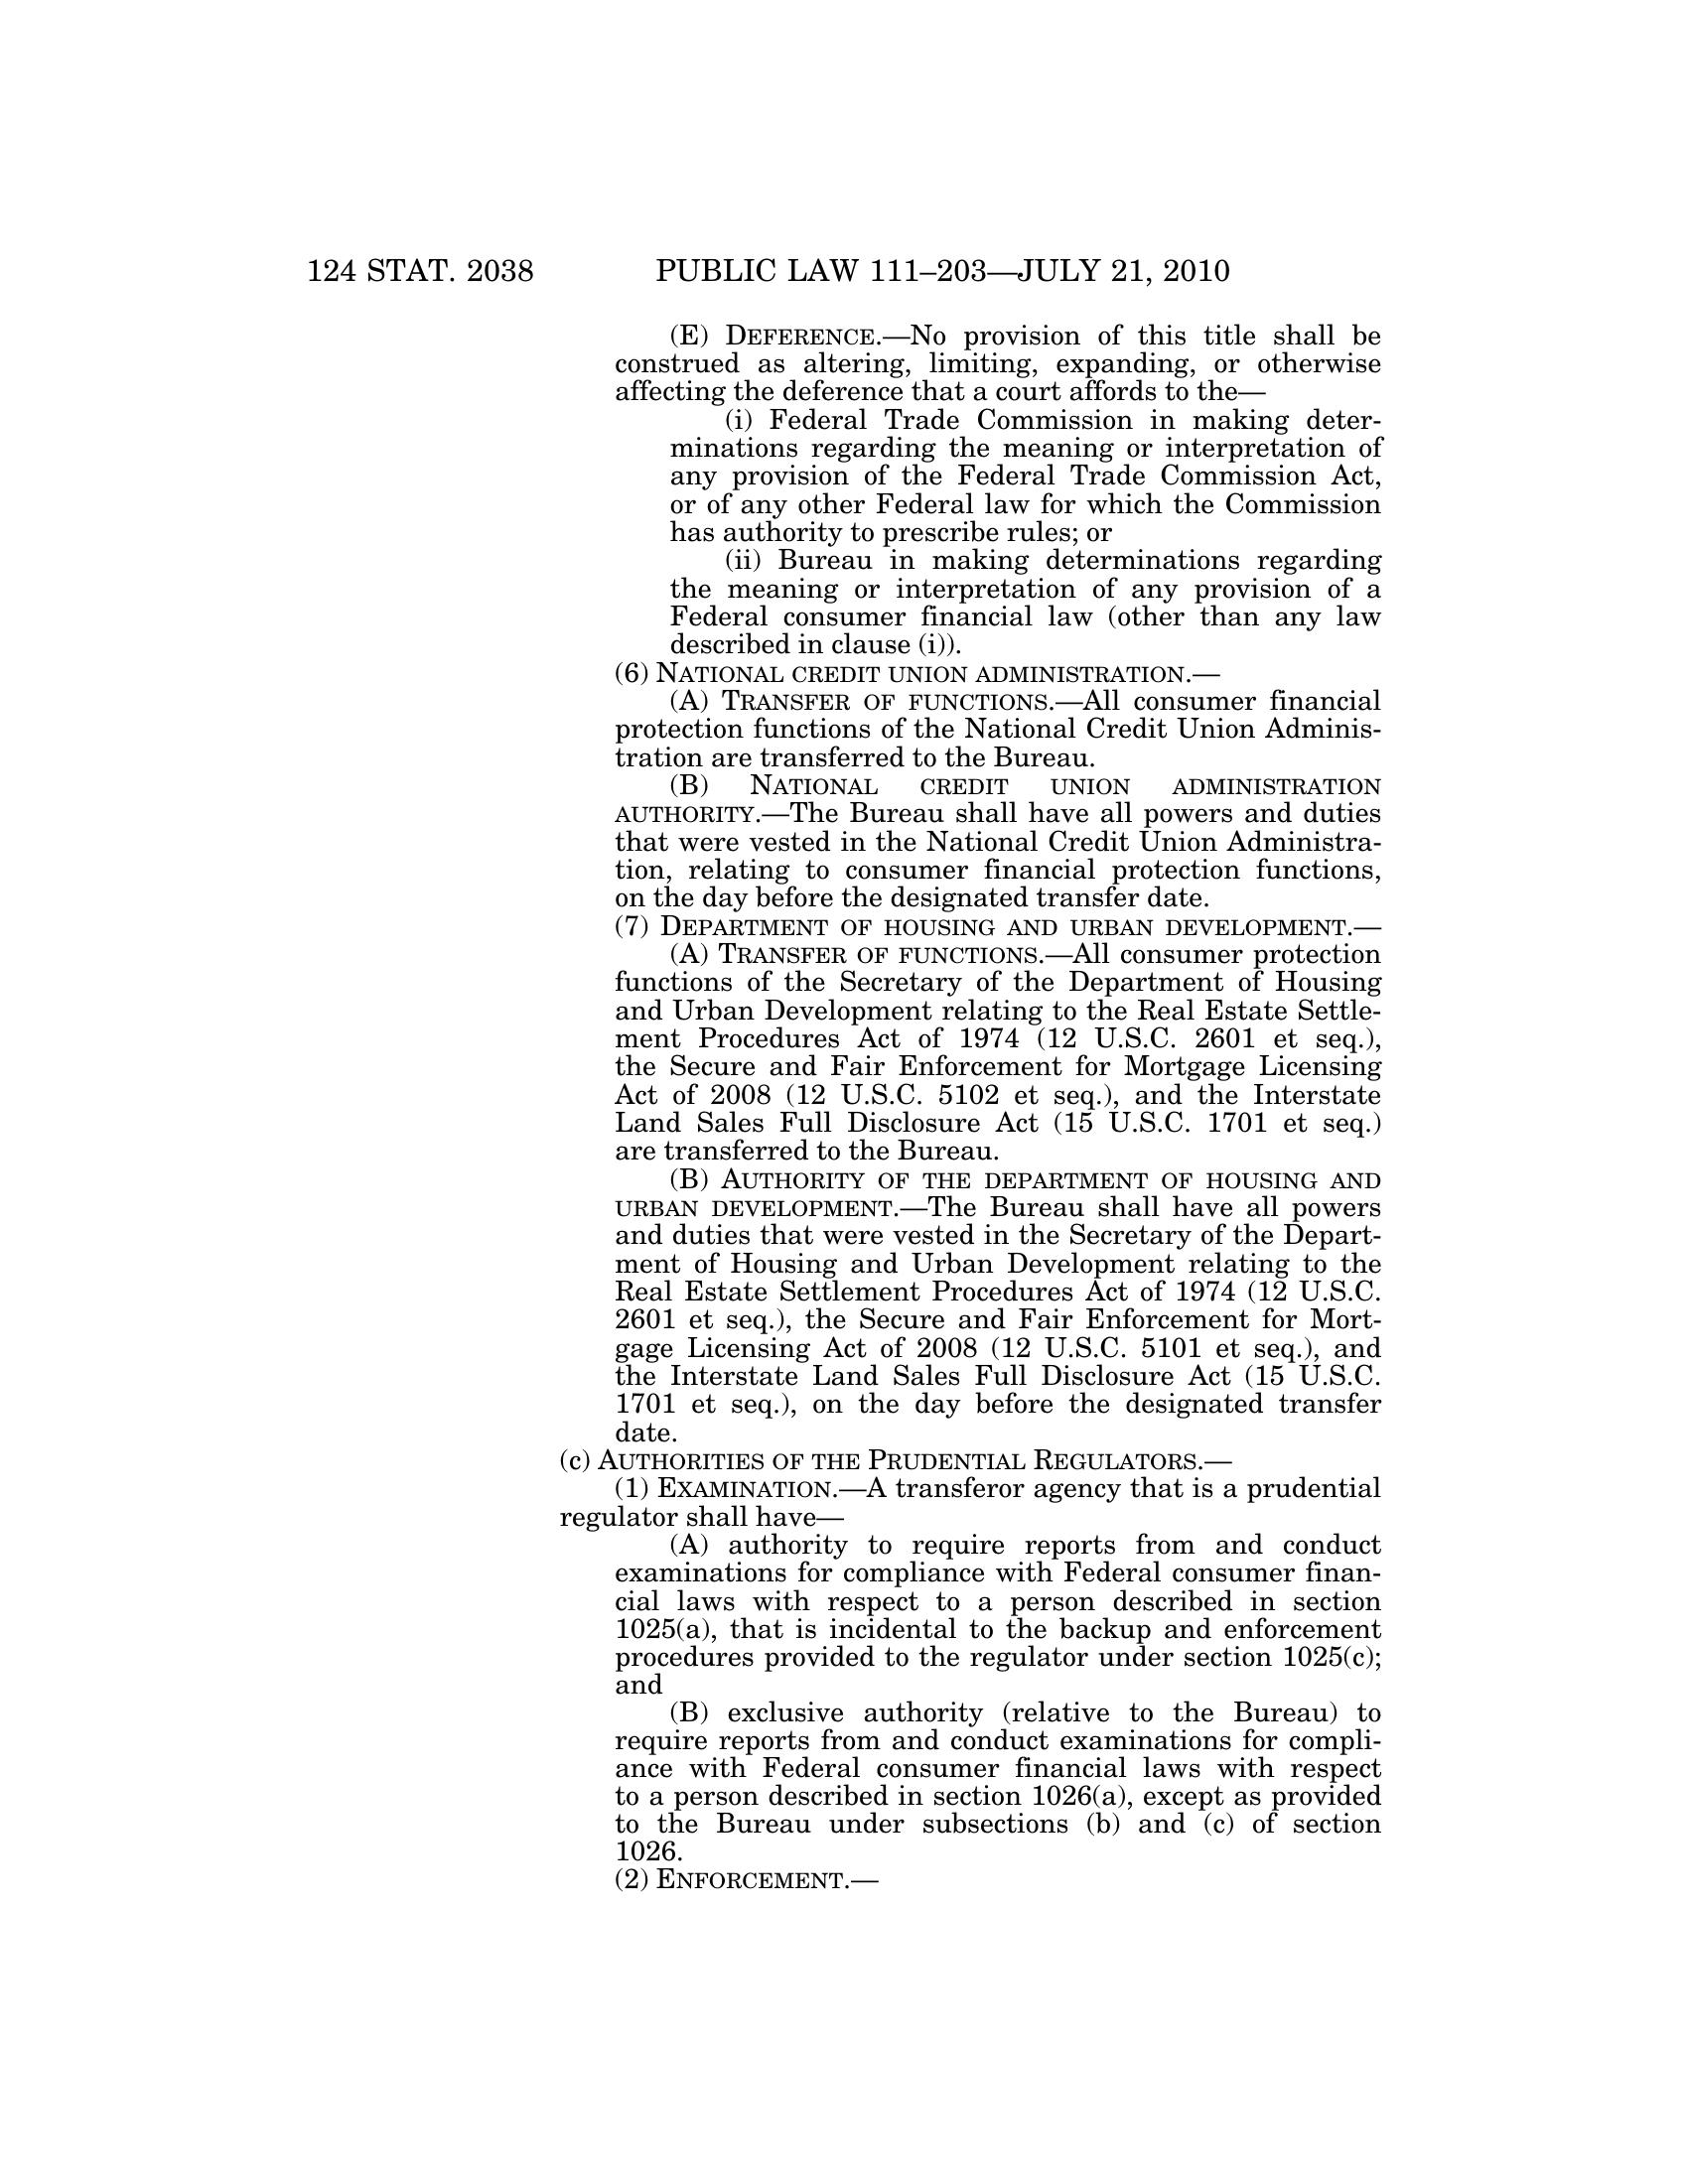 124 STAT. 2038 PUBLIC LAW 111–203—JULY 21, 2010
(E) DEFERENCE.—No provision of this title shall be
construed as altering, limiting, expanding, or otherwise
affecting the deference that a court affords to the—
(i) Federal Trade Commission in making deter-
minations regarding the meaning or interpretation of
any provision of the Federal Trade Commission Act,
or of any other Federal law for which the Commission
has authority to prescribe rules; or
(ii) Bureau in making determinations regarding
the meaning or interpretation of any provision of a
Federal consumer financial law (other than any law
described in clause (i)).
(6) NATIONAL CREDIT UNION ADMINISTRATION.—
(A) TRANSFER OF FUNCTIONS.—All consumer financial
protection functions of the National Credit Union Adminis-
tration are transferred to the Bureau.
(B) NATIONAL CREDIT UNION ADMINISTRATION
AUTHORITY.—The Bureau shall have all powers and duties
that were vested in the National Credit Union Administra-
tion, relating to consumer financial protection functions,
on the day before the designated transfer date.
(7) DEPARTMENT OF HOUSING AND URBAN DEVELOPMENT.—
(A) TRANSFER OF FUNCTIONS.—All consumer protection
functions of the Secretary of the Department of Housing
and Urban Development relating to the Real Estate Settle-
ment Procedures Act of 1974 (12 U.S.C. 2601 et seq.),
the Secure and Fair Enforcement for Mortgage Licensing
Act of 2008 (12 U.S.C. 5102 et seq.), and the Interstate
Land Sales Full Disclosure Act (15 U.S.C. 1701 et seq.)
are transferred to the Bureau.
(B) AUTHORITY OF THE DEPARTMENT OF HOUSING AND
URBAN DEVELOPMENT.—The Bureau shall have all powers
and duties that were vested in the Secretary of the Depart-
ment of Housing and Urban Development relating to the
Real Estate Settlement Procedures Act of 1974 (12 U.S.C.
2601 et seq.), the Secure and Fair Enforcement for Mort-
gage Licensing Act of 2008 (12 U.S.C. 5101 et seq.), and
the Interstate Land Sales Full Disclosure Act (15 U.S.C.
1701 et seq.), on the day before the designated transfer
date.
(c) AUTHORITIES OF THE PRUDENTIAL REGULATORS.—
(1) EXAMINATION.—A transferor agency that is a prudential
regulator shall have—
(A) authority to require reports from and conduct
examinations for compliance with Federal consumer finan-
cial laws with respect to a person described in section
1025(a), that is incidental to the backup and enforcement
procedures provided to the regulator under section 1025(c);
and
(B) exclusive authority (relative to the Bureau) to
require reports from and conduct examinations for compli-
ance with Federal consumer financial laws with respect
to a person described in section 1026(a), except as provided
to the Bureau under subsections (b) and (c) of section
1026.
(2) ENFORCEMENT.—